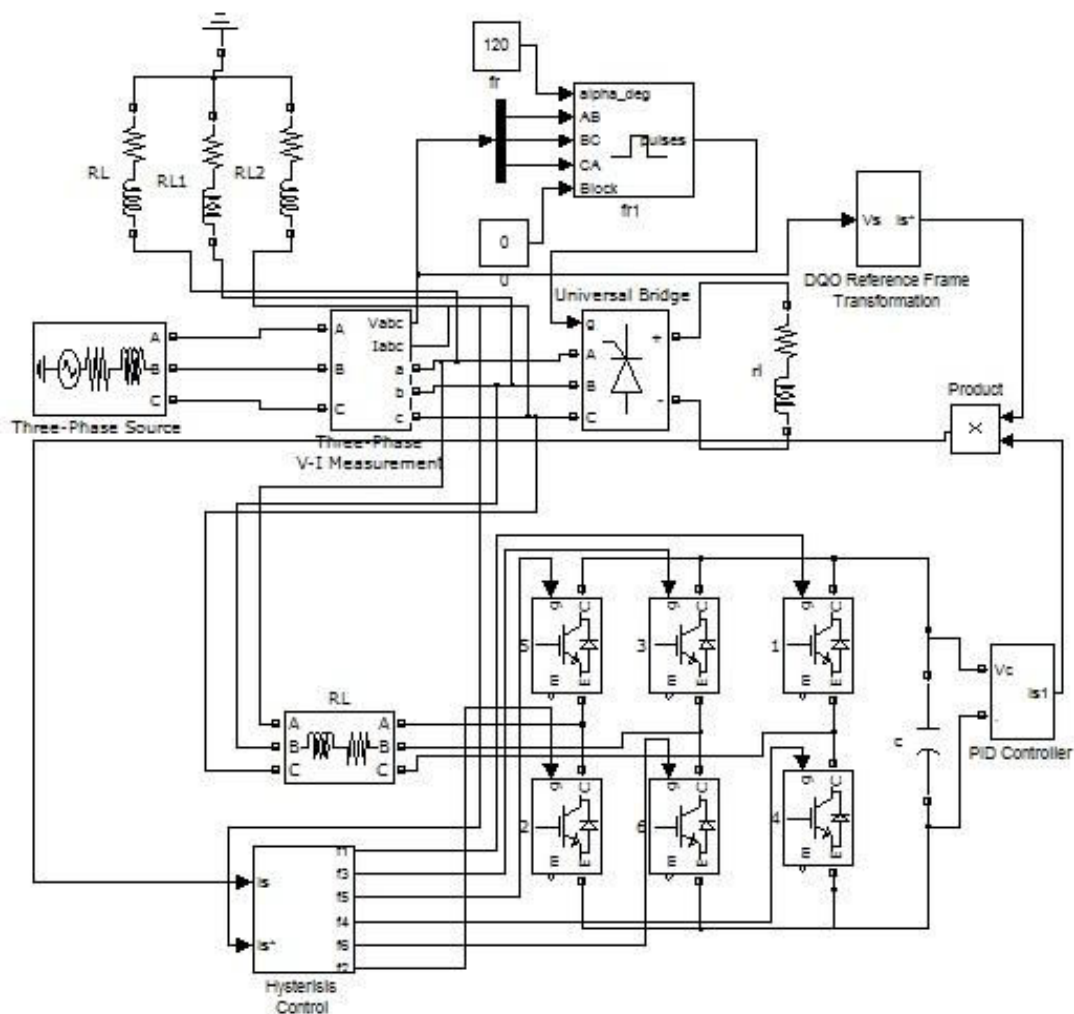 120
fr
alpha_deg
AB
BC
CA
Block
pulses
fr1
RL
RL1
RL2
0
0
Vs
Is*
DQO Reference Frame
Transformation
Universal Bridge
g
A
B
C
+
-
rl
Product
×
A
B
C
Three-Phase Source
A
B
C
Vabc
Iabc
a
b
c
Three-Phase
V-I Measurement
g
C
m
E
5
g
C
m
E
3
g
C
m
E
1
Vc
-
Is1
PID Controller
c
RL
A
B
C
A
B
C
g
C
m
E
2
g
C
m
E
6
g
C
m
E
4
Is
Is*
f1
f3
f5
f4
f6
f2
Hysterisis
Control